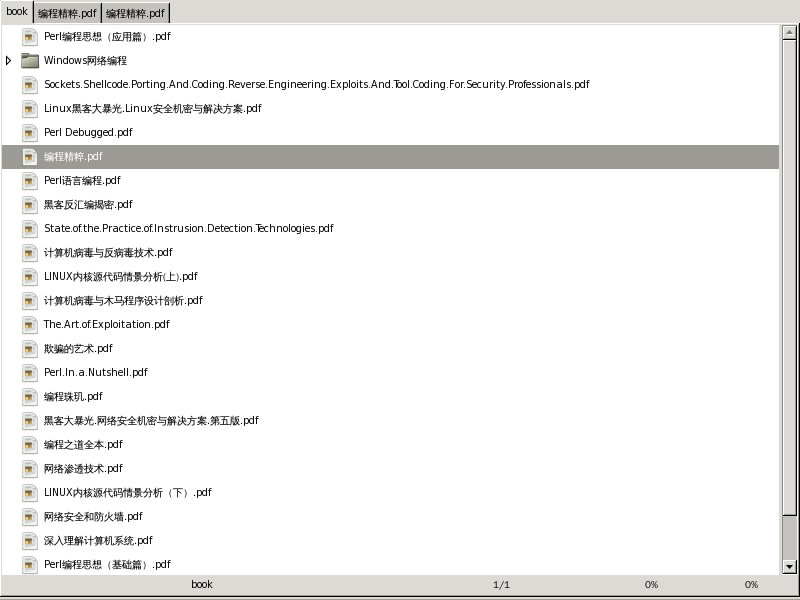 book 编程精粹.pdf 编程精粹.pdf
Perl编程思想（应用篇）.pdf
Windows网络编程
Sockets.Shellcode.Porting.And.Coding.Reverse.Engineering.Exploits.And.Tool.Coding.For.Security.Professionals.pdf
Linux黑客大暴光.Linux安全机密与解决方案.pdf
Perl Debugged.pdf
编程精粹.pdf
Perl语言编程.pdf
黑客反汇编揭密.pdf
State.of.the.Practice.of.Instrusion.Detection.Technologies.pdf
计算机病毒与反病毒技术.pdf
LINUX内核源代码情景分析(上).pdf
计算机病毒与木马程序设计剖析.pdf
The.Art.of.Exploitation.pdf
欺骗的艺术.pdf
Perl.In.a.Nutshell.pdf
编程珠玑.pdf
黑客大暴光.网络安全机密与解决方案.第五版.pdf
编程之道全本.pdf
网络渗透技术.pdf
LINUX内核源代码情景分析（下）.pdf
网络安全和防火墙.pdf
深入理解计算机系统.pdf
Perl编程思想（基础篇）.pdf
book 1/1 0% 0%